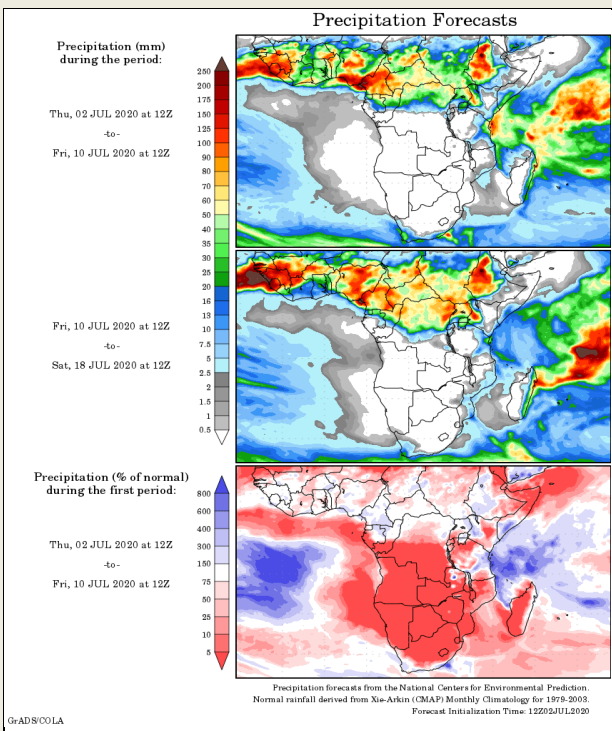 Precipitation Forecasts
Precipitation (mm)
during the period:
Thu, 02 JUL 2020 at 12Z
-to-
Fri, 10 JUL 2020 at 12Z
250
200
175
150
125
100
90
80
70
60
50
40
35
30
25
20
16
13
10
7.5
5
2.5
2
1.5
1
0.5
Fri, 10 JUL 2020 at 12Z
-to-
Sat, 18 JUL 2020 at 12Z
Precipitation (% of normal)
during the first period:
Thu, 02 JUL 2020 at 12Z
-to-
Fri, 10 JUL 2020 at 12Z
800
600
400
300
150
75
50
25
10
5
Precipitation forecasts from the National Centers for Environmental Prediction.
Normal rainfall derived from Xie-Arkin (CMAP) Monthly Climatology for 1979-2003.
Forecast Initialization Time: 12Z02JUL2020
GrADS/COLA